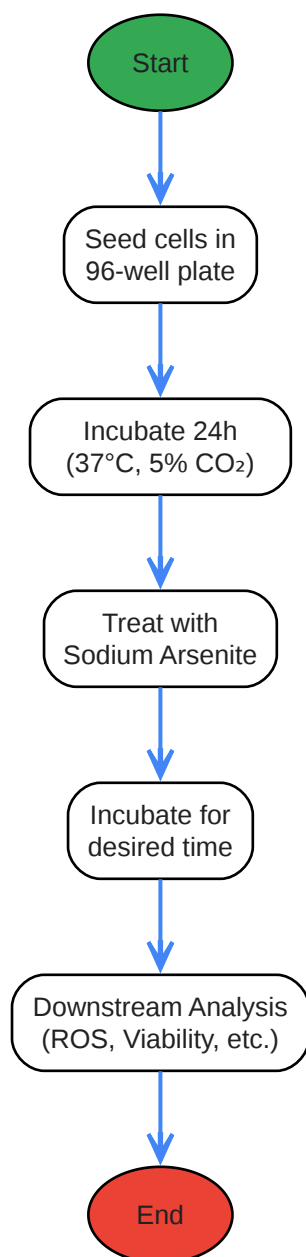 Start
Seed cells in
96-well plate
Incubate 24h
(37°C, 5% CO₂)
Treat with
Sodium Arsenite
Incubate for
desired time
Downstream Analysis
(ROS, Viability, etc.)
End